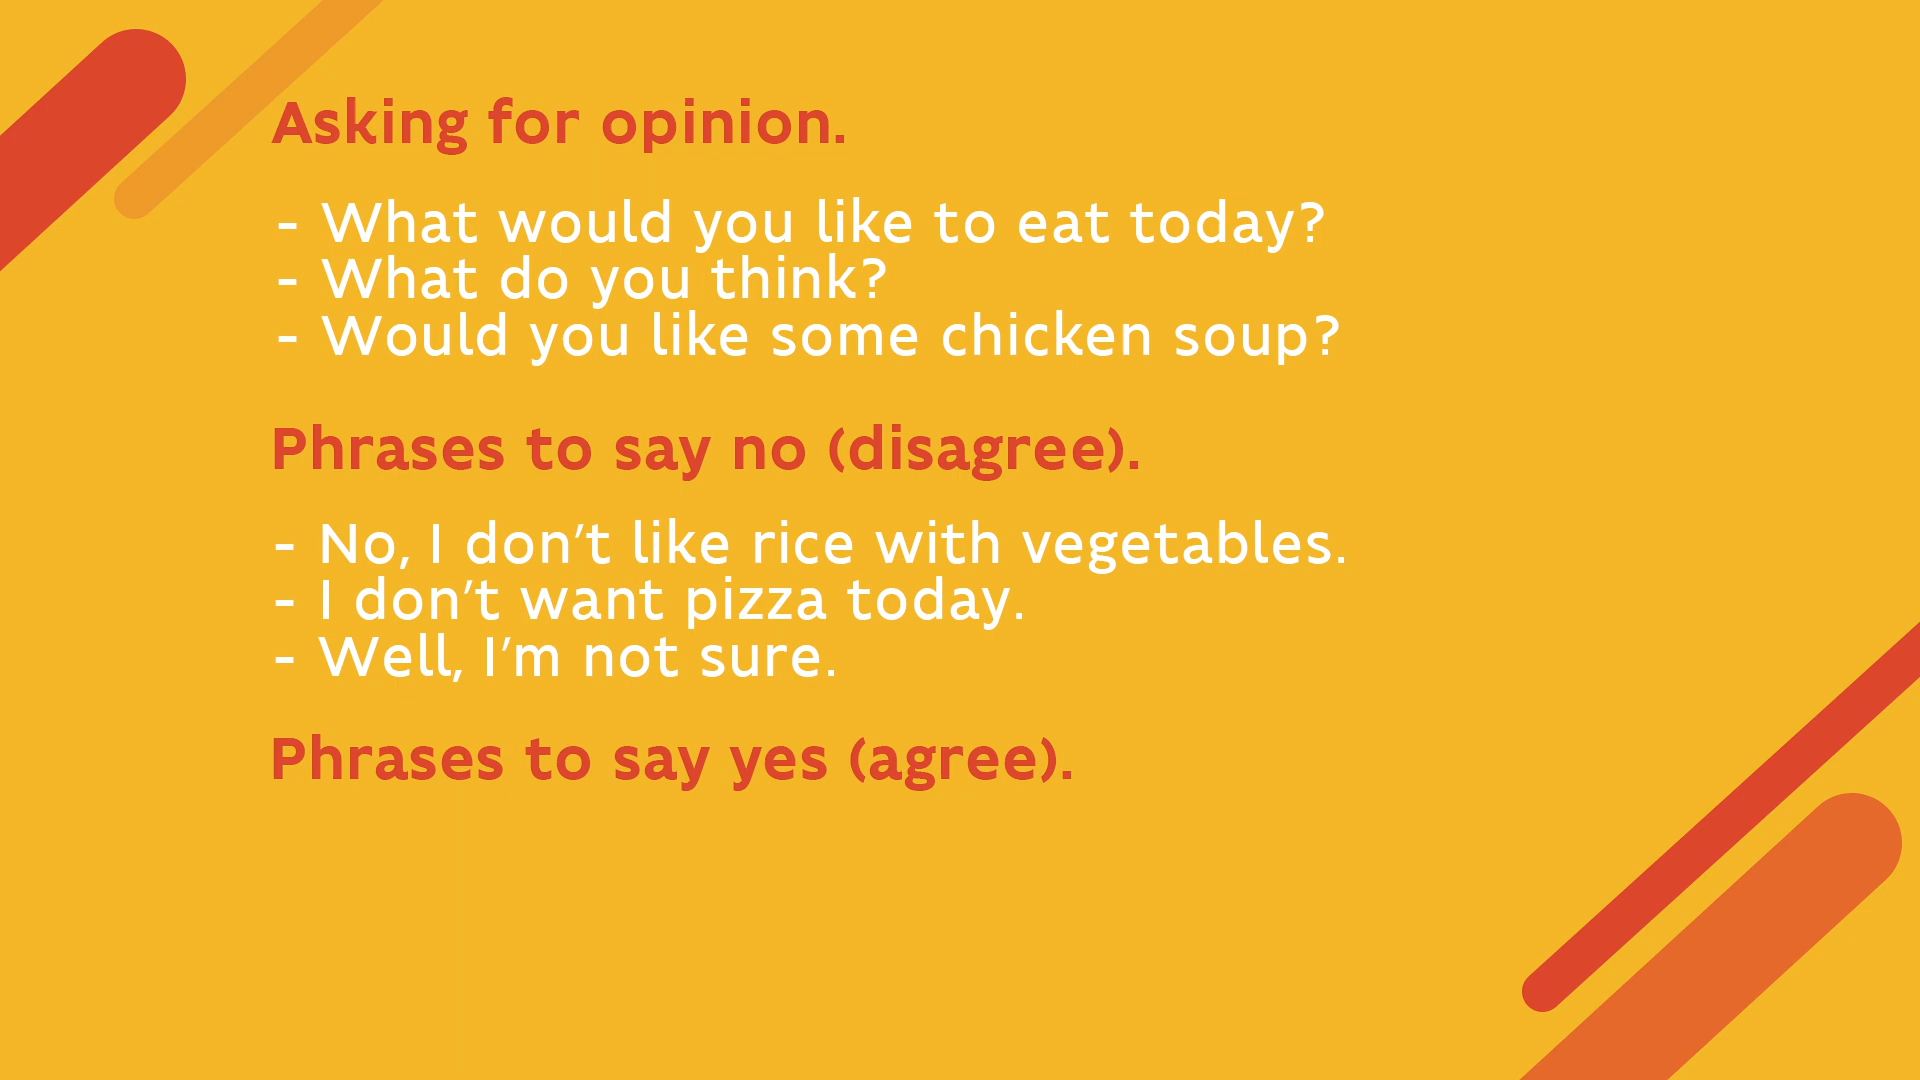 Asking for opinion.
- What would you like to eat today?
- What do you think?
- Would you like some chicken soup?
Phrases to say no (disagree).
- No, I don’t like rice with vegetables.
- I don’t want pizza today.
- Well, I’m not sure.
Phrases to say yes (agree).